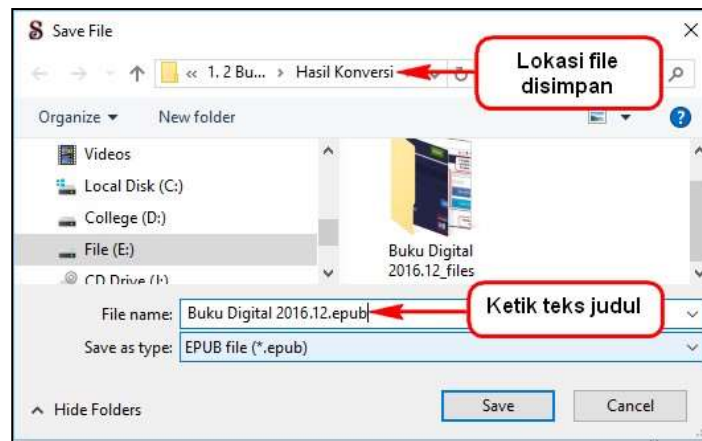 Save File
« 1. 2 Bu... › Hasil Konversi
Lokasi file
disimpan
Organize
New folder
Videos
Local Disk (C:)
College (D:)
File (E:)
CD Drive (I:)
Buku Digital
2016.12_files
File name: Buku Digital 2016.12.epub
Ketik teks judul
Save as type: EPUB file (*.epub)
Hide Folders
Save
Cancel